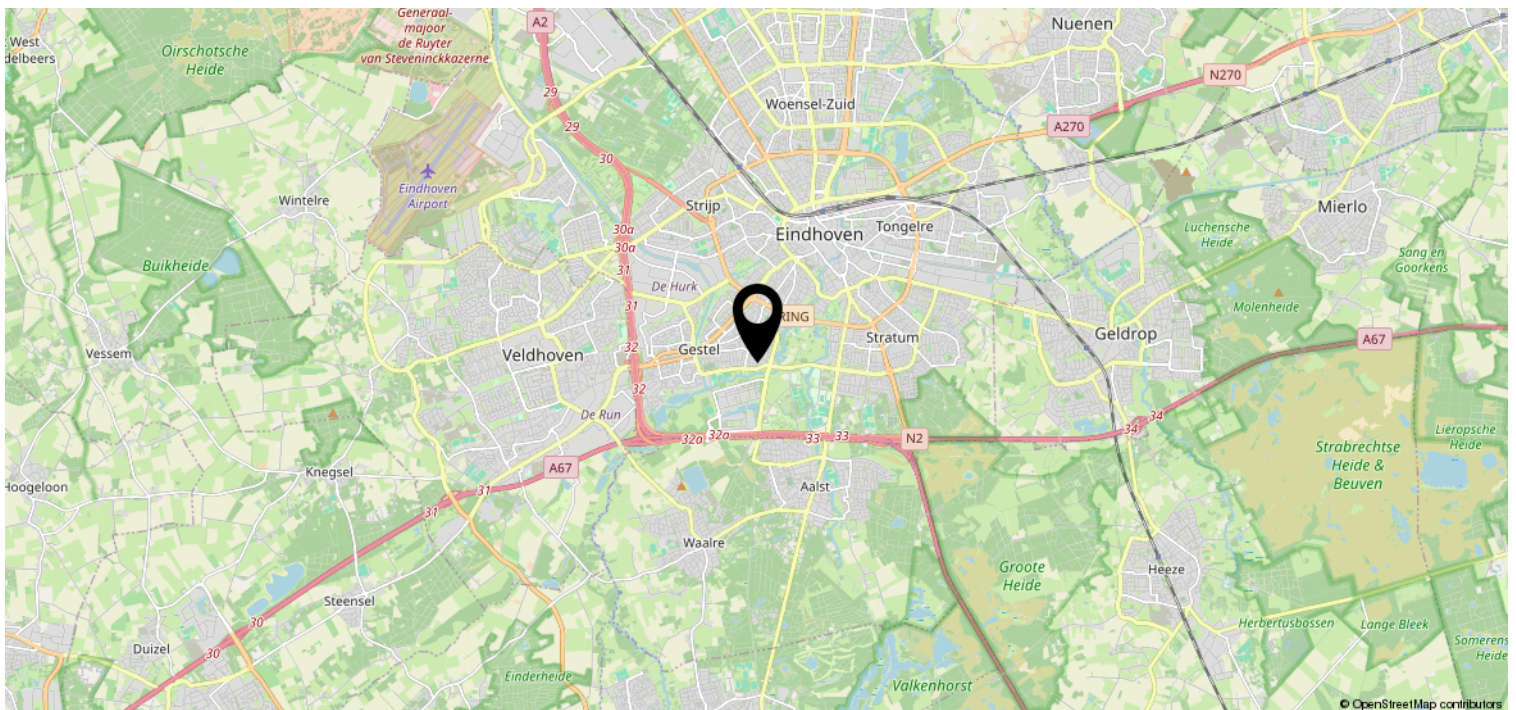 Generaal-
majoor
de Ruyter
van Steveninckkazerne
A2
Nuenen
West
delbeers
Oirschotsche
Heide
N270
29
Woensel-Zuid
29
A270
30
Eindhoven
Airport
Wintelre
Strijp
Mierlo
Eindhoven
Tongelre
Luchensche
Heide
30a
30a
Buikheide
31
Sang en
Goorkens
De Hurk
31
Molenheide
RING
Geldrop
Stratum
A67
Vessem
Veldhoven
32
Gestel
32
De Run
34
34
32a
32a
33
33
N2
Lieropsche
Heide
Strabrechtse
Heide &
Beuven
A67
Knegsel
Hoogeloon
31
Aalst
31
Waalre
Groote
Heide
Heeze
Steensel
30
Herbertusbossen
Lange Bleek
Duizel
30
Somerens
Heide
Einderheide
Valkenhorst
© OpenStreetMap contributors